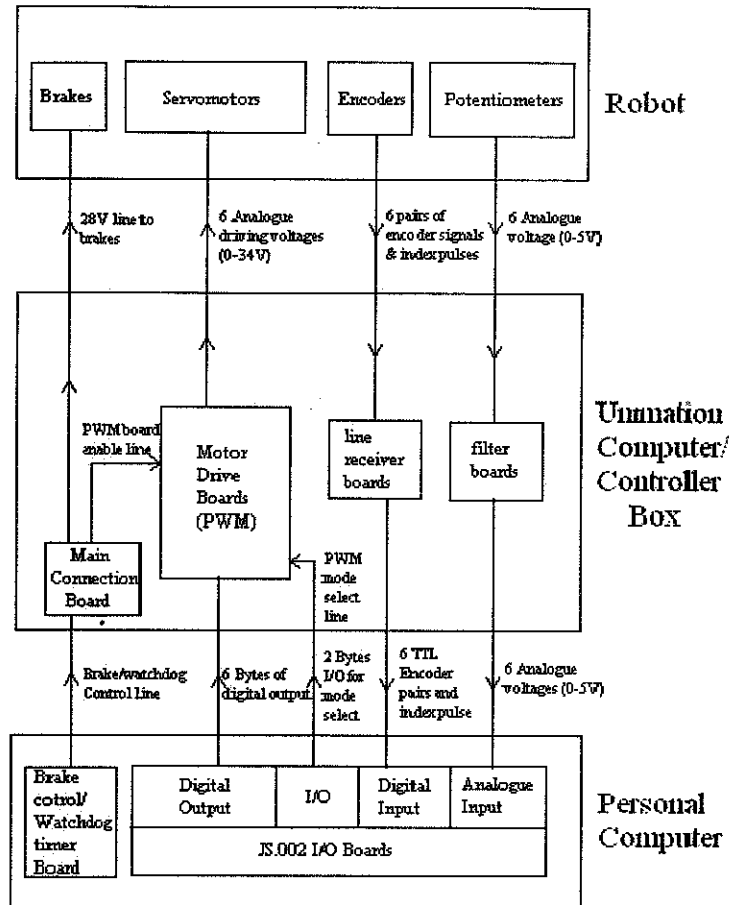 Brakes
Servomotors
Encoders
Potentiometers
Robot
28V line to
brakes
6 Analogue
driving voltages
(0-34V)
6 pairs of
encoder signals
& index pulses
6 Analogue
voltage (0-5V)
PWM board
enable line
Motor
Drive
Boards
(PWM)
line
receiver
boards
filter
boards
Unimation
Computer/
Controller
Box
Main
Connection
Board
PWM
mode
select
line
Brake/watchdog
Control line
6 Bytes of
digital output
2 Bytes
I/O for
mode
select
6 TTL
Encoder
pairs and
index pulse
6 Analogue
voltages (0-5V)
Brake
cotrol/
Watchdog
timer
Board
Digital
Output
I/O
Digital
Input
Analogue
Input
JS.002 I/O Boards
Personal
Computer